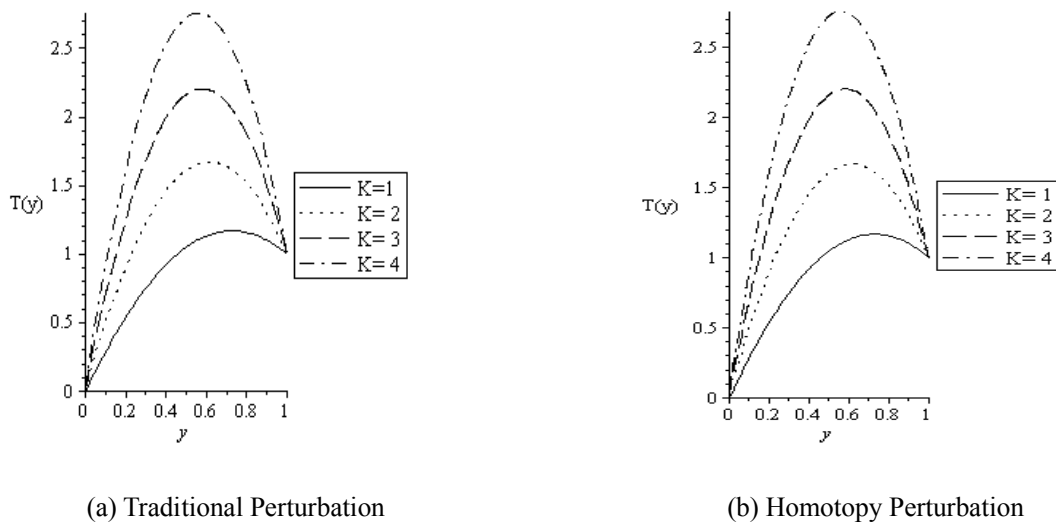 2.5
2
T(y)
1.5
1
0.5
0
0
0.2
0.4
0.6
0.8
1
y
K=1
K= 2
K= 3
K= 4
(a) Traditional Perturbation
2.5
2
T(y)
1.5
1
0.5
0
0
0.2
0.4
0.6
0.8
1
y
K= 1
K= 2
K= 3
K= 4
(b) Homotopy Perturbation